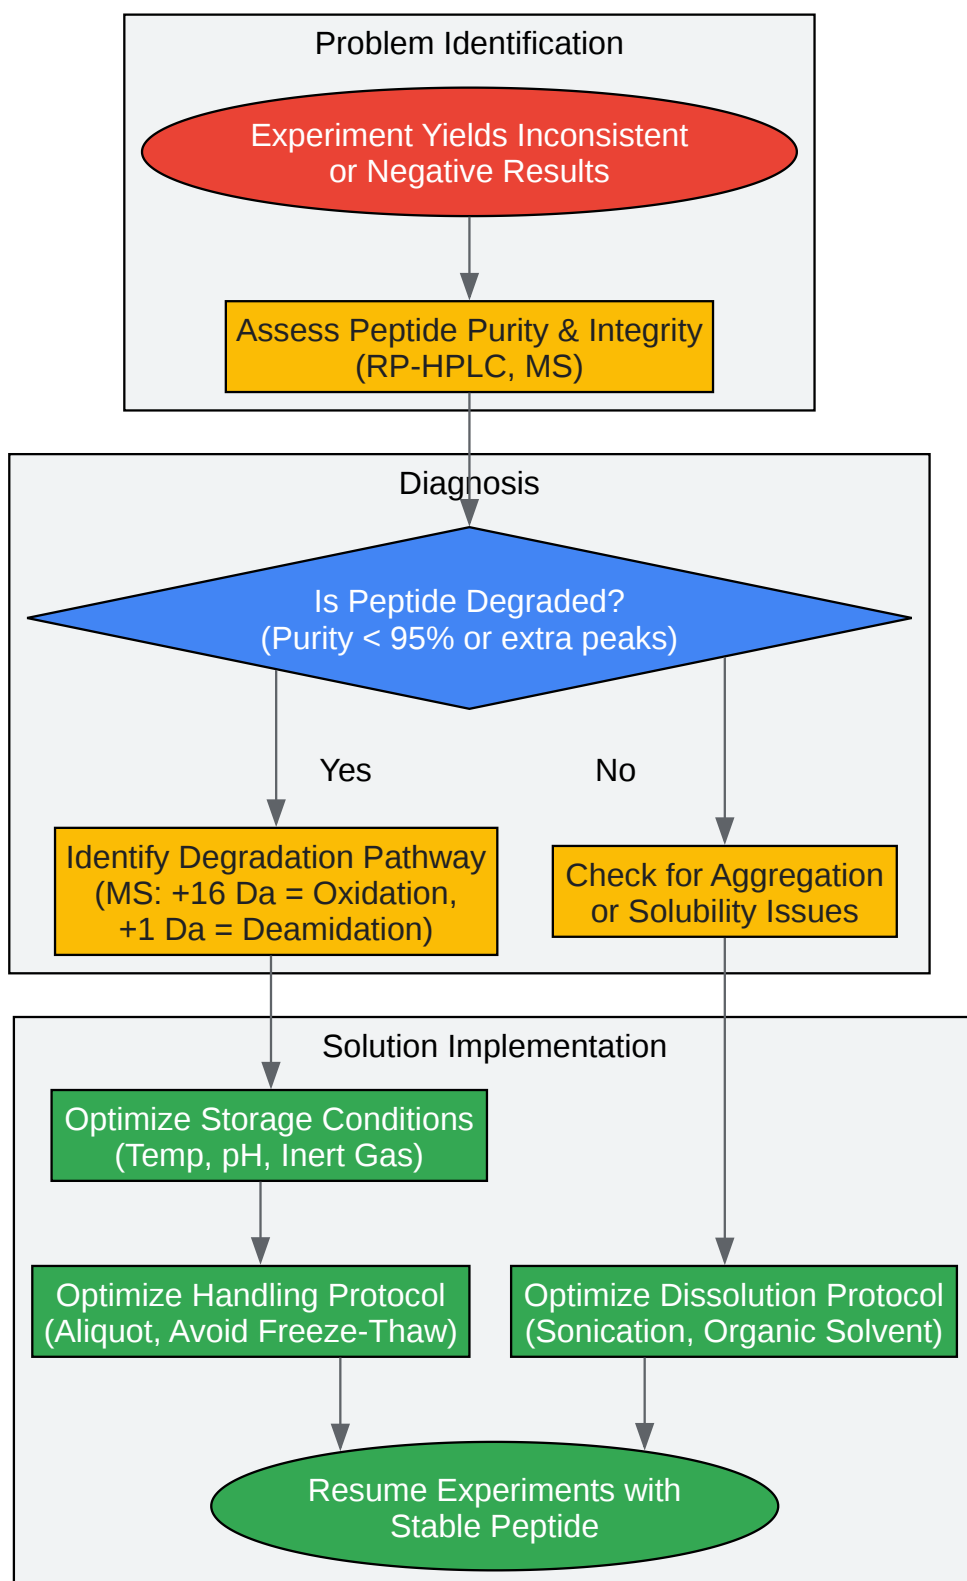 Problem Identification
Experiment Yields Inconsistent
or Negative Results
Assess Peptide Purity & Integrity
(RP-HPLC, MS)
Diagnosis
Is Peptide Degraded?
(Purity < 95% or extra peaks)
Yes
No
Identify Degradation Pathway
(MS: +16 Da = Oxidation,
+1 Da = Deamidation)
Check for Aggregation
or Solubility Issues
Solution Implementation
Optimize Storage Conditions
(Temp, pH, Inert Gas)
Optimize Handling Protocol
(Aliquot, Avoid Freeze-Thaw)
Optimize Dissolution Protocol
(Sonication, Organic Solvent)
Resume Experiments with
Stable Peptide